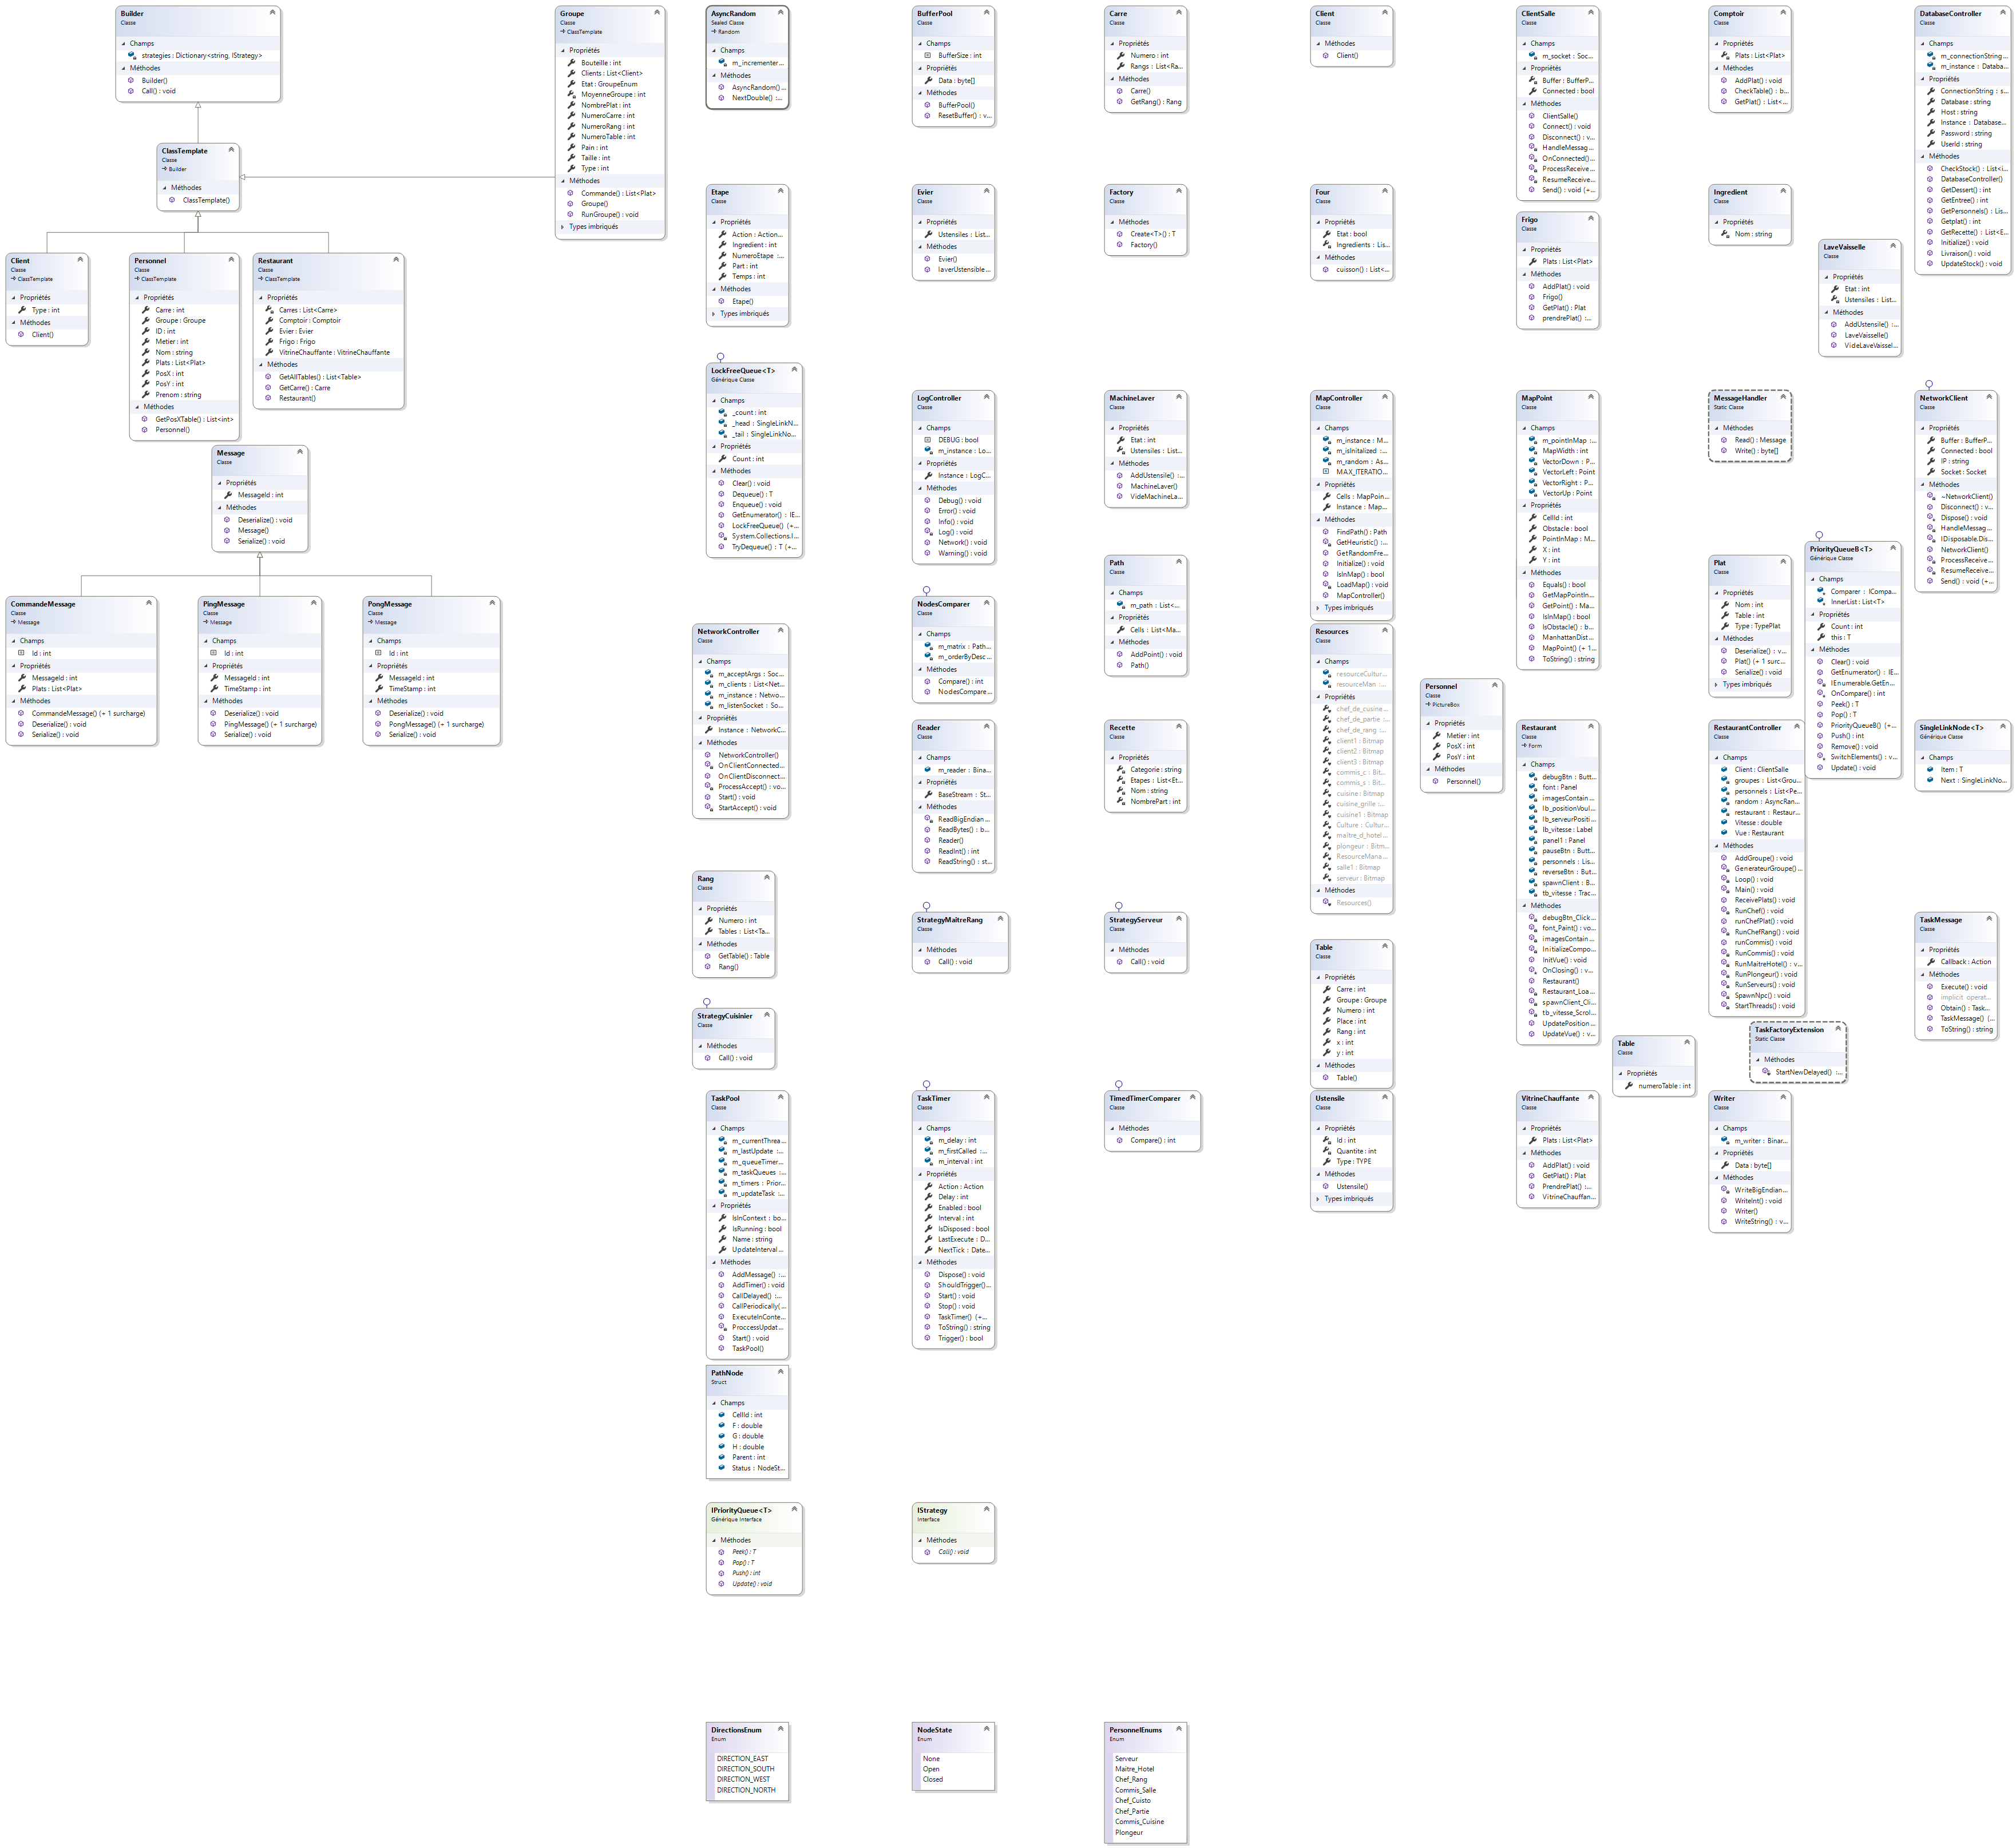 Builder
Classe
Champs
strategies : Dictionary<string, IStrategy>
Méthodes
Builder()
Call() : void
ClassTemplate
Classe
Builder
Méthodes
ClassTemplate()
Groupe
Classe
ClassTemplate
Propriétés
Bouteille : int
Clients : List<Client>
Etat : GroupeEnum
MoyenneGroupe : int
NombrePlat : int
NumeroCarre : int
NumeroRang : int
NumeroTable : int
Pain : int
Taille : int
Type : int
Méthodes
Commande() : List<Plat>
Groupe()
RunGroupe() : void
Types imbriqués
Client
Classe
ClassTemplate
Propriétés
Type : int
Méthodes
Client()
Personnel
Classe
ClassTemplate
Propriétés
Carre : int
Groupe : Groupe
ID : int
Metier : int
Nom : string
Plats : List<Plat>
PosX : int
PosY : int
Prenom : string
Méthodes
GetPosXTable() : List<int>
Personnel()
Restaurant
Classe
ClassTemplate
Propriétés
Carres : List<Carre>
Comptoir : Comptoir
Evier : Evier
Frigo : Frigo
VitrineChauffante : VitrineChauffante
Méthodes
GetAllTables() : List<Table>
GetCarre() : Carre
Restaurant()
Message
Classe
Propriétés
MessageId : int
Méthodes
Deserialize() : void
Message()
Serialize() : void
CommandeMessage
Classe
Message
Champs
Id : int
Propriétés
MessageId : int
Plats : List<Plat>
Méthodes
CommandeMessage() (+ 1 surcharge)
Deserialize() : void
Serialize() : void
PingMessage
Classe
Message
Champs
Id : int
Propriétés
MessageId : int
TimeStamp : int
Méthodes
Deserialize() : void
PingMessage() (+ 1 surcharge)
Serialize() : void
PongMessage
Classe
Message
Champs
Id : int
Propriétés
MessageId : int
TimeStamp : int
Méthodes
Deserialize() : void
PongMessage() (+ 1 surcharge)
Serialize() : void
AsyncRandom
Sealed Classe
Random
Champs
m_incrementer...
Méthodes
AsyncRandom()...
NextDouble() :...
BufferPool
Classe
Champs
BufferSize : int
Propriétés
Data : byte[]
Méthodes
BufferPool()
ResetBuffer() : v...
Carre
Classe
Propriétés
Numero : int
Rangs : List<Ra...
Méthodes
Carre()
GetRang() : Rang
Client
Classe
Méthodes
Client()
ClientSalle
Classe
Champs
m_socket : Soc...
Propriétés
Buffer : BufferP...
Connected : bool
Méthodes
ClientSalle()
Connect() : void
Disconnect() : v...
HandleMessag...
OnConnected()...
ProcessReceive...
ResumeReceive...
Send() : void (+...
Comptoir
Classe
Propriétés
Plats : List<Plat>
Méthodes
AddPlat() : void
CheckTable() : b...
GetPlat() : List<...
DatabaseController
Classe
Champs
m_connectionString...
m_instance : Databa...
Propriétés
ConnectionString : s...
Database : string
Host : string
Instance : Database...
Password : string
UserId : string
Méthodes
CheckStock() : List<i...
DatabaseController()
GetDessert() : int
GetEntree() : int
GetPersonnels() : Lis...
Getplat() : int
GetRecette() : List<E...
Initialize() : void
Livraison() : void
UpdateStock() : void
Etape
Classe
Propriétés
Action : Action...
Ingredient : int
NumeroEtape :...
Part : int
Temps : int
Méthodes
Etape()
Types imbriqués
Evier
Classe
Propriétés
Ustensiles : List...
Méthodes
Evier()
laverUstensible...
Factory
Classe
Méthodes
Create<T>() : T
Factory()
Four
Classe
Propriétés
Etat : bool
Ingredients : Lis...
Méthodes
cuisson() : List<...
Frigo
Classe
Propriétés
Plats : List<Plat>
Méthodes
AddPlat() : void
Frigo()
GetPlat() : Plat
prendrePlat() :...
Ingredient
Classe
Propriétés
Nom : string
LaveVaisselle
Classe
Propriétés
Etat : int
Ustensiles : List...
Méthodes
AddUstensile() :...
LaveVaisselle()
VideLaveVaissel...
LockFreeQueue<T>
Générique Classe
Champs
_count : int
_head : SingleLinkN...
_tail : SingleLinkNo...
Propriétés
Count : int
Méthodes
Clear() : void
Dequeue() : T
Enqueue() : void
GetEnumerator() : IE...
LockFreeQueue() (+...
System.Collections.I...
TryDequeue() : T (+...
LogController
Classe
Champs
DEBUG : bool
m_instance : Lo...
Propriétés
Instance : LogC...
Méthodes
Debug() : void
Error() : void
Info() : void
Log() : void
Network() : void
Warning() : void
MachineLaver
Classe
Propriétés
Etat : int
Ustensiles : List...
Méthodes
AddUstensile() :...
MachineLaver()
VideMachineLa...
MapController
Classe
Champs
m_instance : M...
m_isInitalized :...
m_random : As...
MAX_ITERATIO...
Propriétés
Cells : MapPoin...
Instance : Map...
Méthodes
FindPath() : Path
GetHeuristic() :...
GetRandomFre...
Initialize() : void
IsInMap() : bool
LoadMap() : void
MapController()
Types imbriqués
MapPoint
Classe
Champs
m_pointInMap :...
MapWidth : int
VectorDown : P...
VectorLeft : Point
VectorRight : P...
VectorUp : Point
Propriétés
CellId : int
Obstacle : bool
PointInMap : M...
X : int
Y : int
Méthodes
Equals() : bool
GetMapPointIn...
GetPoint() : Ma...
IsInMap() : bool
IsObstacle() : b...
ManhattanDist...
MapPoint() (+ 1...
ToString() : string
MessageHandler
Static Classe
Méthodes
Read() : Message
Write() : byte[]
NetworkClient
Classe
Propriétés
Buffer : BufferP...
Connected : bool
IP : string
Socket : Socket
Méthodes
~NetworkClient()
Disconnect() : v...
Dispose() : void
HandleMessag...
IDisposable.Dis...
NetworkClient()
ProcessReceive...
ResumeReceive...
Send() : void (+...
NetworkController
Classe
Champs
m_acceptArgs : Soc...
m_clients : List<Net...
m_instance : Netwo...
m_listenSocket : So...
Propriétés
Instance : NetworkC...
Méthodes
NetworkController()
OnClientConnected...
OnClientDisconnect...
ProcessAccept() : vo...
Start() : void
StartAccept() : void
NodesComparer
Classe
Champs
m_matrix : Path...
m_orderByDesc...
Méthodes
Compare() : int
NodesCompare...
Path
Classe
Champs
m_path : List<...
Propriétés
Cells : List<Ma...
Méthodes
AddPoint() : void
Path()
Resources
Classe
Champs
resourceCultur...
resourceMan :...
Propriétés
chef_de_cusine...
chef_de_partie :...
chef_de_rang :...
client1 : Bitmap
client2 : Bitmap
client3 : Bitmap
commis_c : Bit...
commis_s : Bit...
cuisine : Bitmap
cuisine_grille :...
cuisine1 : Bitmap
Culture : Cultur...
maître_d_hotel...
plongeur : Bitm...
ResourceMana...
salle1 : Bitmap
serveur : Bitmap
Méthodes
Resources()
Personnel
Classe
PictureBox
Propriétés
Metier : int
PosX : int
PosY : int
Méthodes
Personnel()
Plat
Classe
Propriétés
Nom : int
Table : int
Type : TypePlat
Méthodes
Deserialize() : v...
Plat() (+ 1 surc...
Serialize() : void
Types imbriqués
PriorityQueueB<T>
Générique Classe
Champs
Comparer : ICompa...
InnerList : List<T>
Propriétés
Count : int
this : T
Méthodes
Clear() : void
GetEnumerator() : IE...
IEnumerable.GetEn...
OnCompare() : int
Peek() : T
Pop() : T
PriorityQueueB() (+...
Push() : int
Remove() : void
SwitchElements() : v...
Update() : void
Reader
Classe
Champs
m_reader : Bina...
Propriétés
BaseStream : St...
Méthodes
ReadBigEndian...
ReadBytes() : b...
Reader()
ReadInt() : int
ReadString() : st...
Recette
Classe
Propriétés
Categorie : string
Etapes : List<Et...
Nom : string
NombrePart : int
Restaurant
Classe
Form
Champs
debugBtn : Butt...
font : Panel
imagesContain...
lb_positionVoul...
lb_serveurPositi...
lb_vitesse : Label
panel1 : Panel
pauseBtn : Butt...
personnels : Lis...
reverseBtn : But...
spawnClient : B...
tb_vitesse : Trac...
Méthodes
debugBtn_Click...
font_Paint() : vo...
imagesContain...
InitializeCompo...
InitVue() : void
OnClosing() : v...
Restaurant()
Restaurant_Loa...
spawnClient_Cli...
tb_vitesse_Scrol...
UpdatePosition...
UpdateVue() : v...
RestaurantController
Classe
Champs
Client : ClientSalle
groupes : List<Grou...
personnels : List<Pe...
random : AsyncRan...
restaurant : Restaur...
Vitesse : double
Vue : Restaurant
Méthodes
AddGroupe() : void
GenerateurGroupe()...
Loop() : void
Main() : void
ReceivePlats() : void
RunChef() : void
runChefPlat() : void
RunChefRang() : void
runCommis() : void
RunCommis() : void
RunMaitreHotel() : v...
RunPlongeur() : void
RunServeurs() : void
SpawnNpc() : void
StartThreads() : void
SingleLinkNode<T>
Générique Classe
Champs
Item : T
Next : SingleLinkNo...
Rang
Classe
Propriétés
Numero : int
Tables : List<Ta...
Méthodes
GetTable() : Table
Rang()
StrategyMaitreRang
Classe
Méthodes
Call() : void
StrategyServeur
Classe
Méthodes
Call() : void
Table
Classe
Propriétés
Carre : int
Groupe : Groupe
Numero : int
Place : int
Rang : int
x : int
y : int
Méthodes
Table()
TaskMessage
Classe
Propriétés
Callback : Action
Méthodes
Execute() : void
implicit operat...
Obtain() : Task...
TaskMessage() (...
ToString() : string
StrategyCuisinier
Classe
Méthodes
Call() : void
Table
Classe
Propriétés
numeroTable : int
TaskFactoryExtension
Static Classe
Méthodes
StartNewDelayed() :...
TaskPool
Classe
Champs
m_currentThrea...
m_lastUpdate :...
m_queueTimer...
m_taskQueues :...
m_timers : Prior...
m_updateTask :...
Propriétés
IsInContext : bo...
IsRunning : bool
Name : string
UpdateInterval...
Méthodes
AddMessage() :...
AddTimer() : void
CallDelayed() :...
CallPeriodically(...
ExecuteInConte...
ProccessUpdat...
Start() : void
TaskPool()
TaskTimer
Classe
Champs
m_delay : int
m_firstCalled :...
m_interval : int
Propriétés
Action : Action
Delay : int
Enabled : bool
Interval : int
IsDisposed : bool
LastExecute : D...
NextTick : Date...
Méthodes
Dispose() : void
ShouldTrigger()...
Start() : void
Stop() : void
TaskTimer() (+...
ToString() : string
Trigger() : bool
TimedTimerComparer
Classe
Méthodes
Compare() : int
Ustensile
Classe
Propriétés
Id : int
Quantite : int
Type : TYPE
Méthodes
Ustensile()
Types imbriqués
VitrineChauffante
Classe
Propriétés
Plats : List<Plat>
Méthodes
AddPlat() : void
GetPlat() : Plat
PrendrePlat() :...
VitrineChauffan...
Writer
Classe
Champs
m_writer : Binar...
Propriétés
Data : byte[]
Méthodes
WriteBigEndian...
WriteInt() : void
Writer()
WriteString() : v...
PathNode
Struct
Champs
CellId : int
F : double
G : double
H : double
Parent : int
Status : NodeSt...
IPriorityQueue<T>
Générique Interface
Méthodes
Peek() : T
Pop() : T
Push() : int
Update() : void
IStrategy
Interface
Méthodes
Call() : void
DirectionsEnum
Enum
DIRECTION_EAST
DIRECTION_SOUTH
DIRECTION_WEST
DIRECTION_NORTH
NodeState
Enum
None
Open
Closed
PersonnelEnums
Enum
Serveur
Maitre_Hotel
Chef_Rang
Commis_Salle
Chef_Cuisto
Chef_Partie
Commis_Cuisine
Plongeur